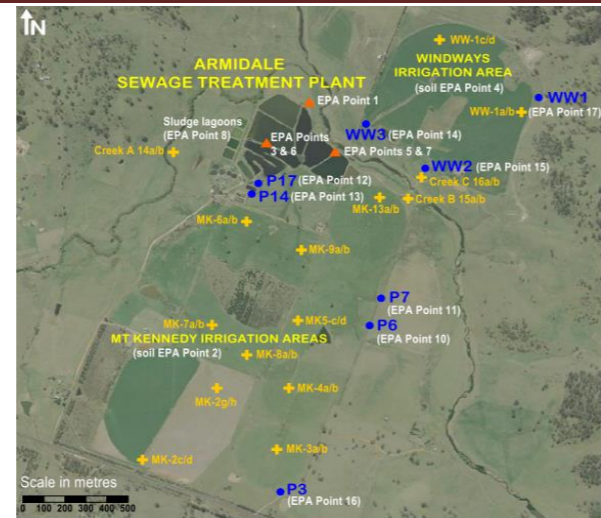 N
WW-1c/d
ARMIDALE
SEWAGE TREATMENT PLANT
WINDWAYS
IRRIGATION AREA
(soil EPA Point 4)
EPA Point 1
WW1
WW-1a/b
(EPA Point 17)
Sludge lagoons
(EPA Point 8)
EPA Points
3 & 6
WW3 (EPA Point 14)
Creek A 14a/b
EPA Points 5 & 7
WW2 (EPA Point 15)
Creek C 16a/b
P17 (EPA Point 12)
P14 (EPA Point 13)
MK-13a/b
Creek B 15a/b
MK-6a/b
MK-9a/b
P7
(EPA Point 11)
MK-7a/b
MK5-c/d
P6
(EPA Point 10)
MT KENNEDY IRRIGATION AREAS
(soil EPA Point 2)
MK-8a/b
MK-2g/h
MK-4a/b
MK-3a/b
MK-2c/d
Scale in metres
0 100 200 300 400 500
P3
(EPA Point 16)